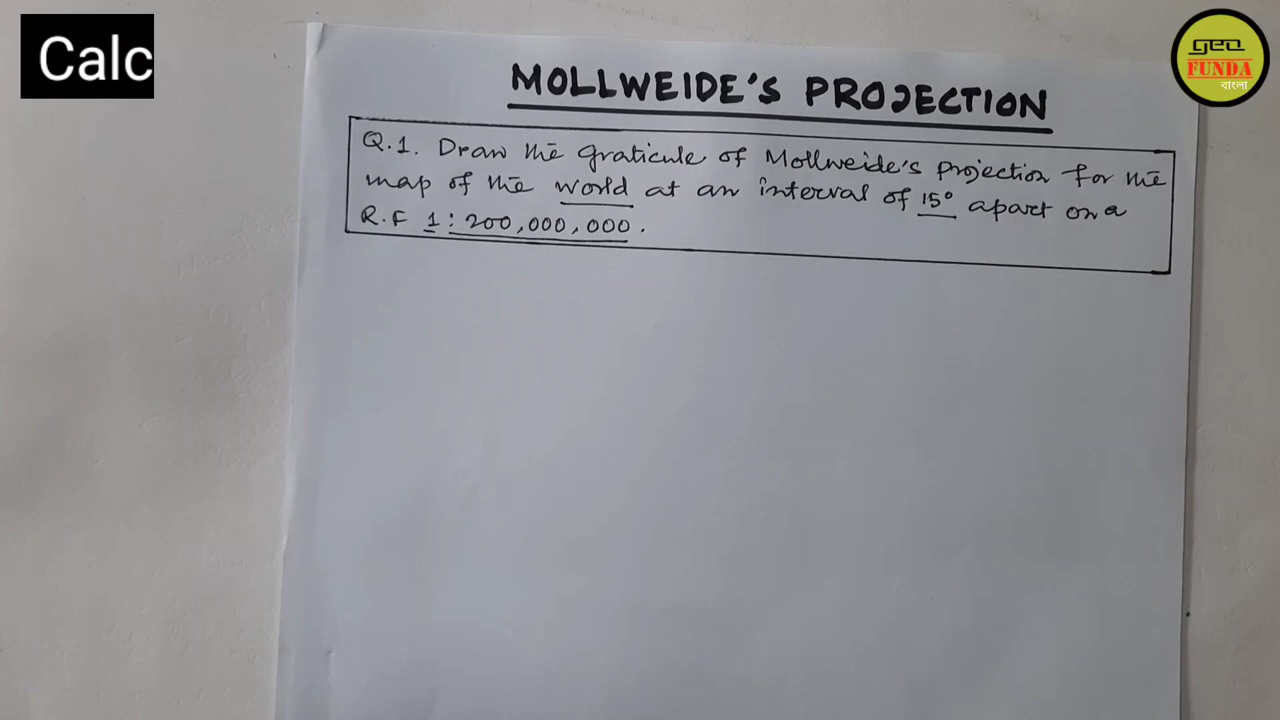 Calc
geo
FUNDA
বাংলা
MOLLWEIDE'S PROJECTION
Q.1. Draw the graticule of Mollweide's projection for the
map of the world at an interval of 15° apart on a
R.F 1:200,000,000.